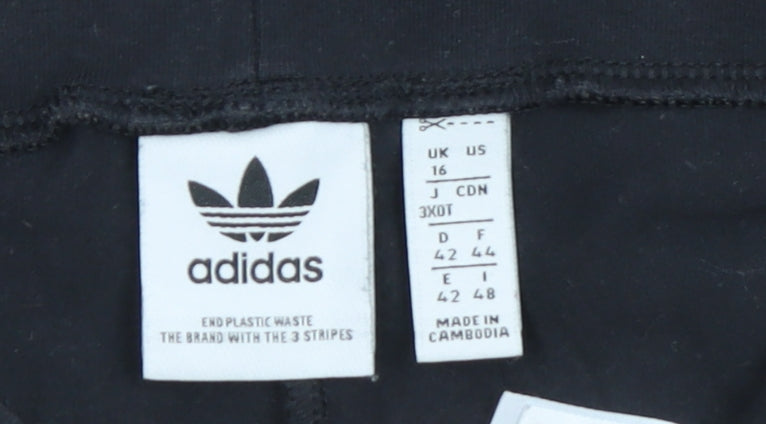 adidas
END PLASTIC WASTE
THE BRAND WITH THE 3 STRIPES
UK US
16
J CDN
3XOT
D F
42 44
E I
42 48
MADE IN
CAMBODIA